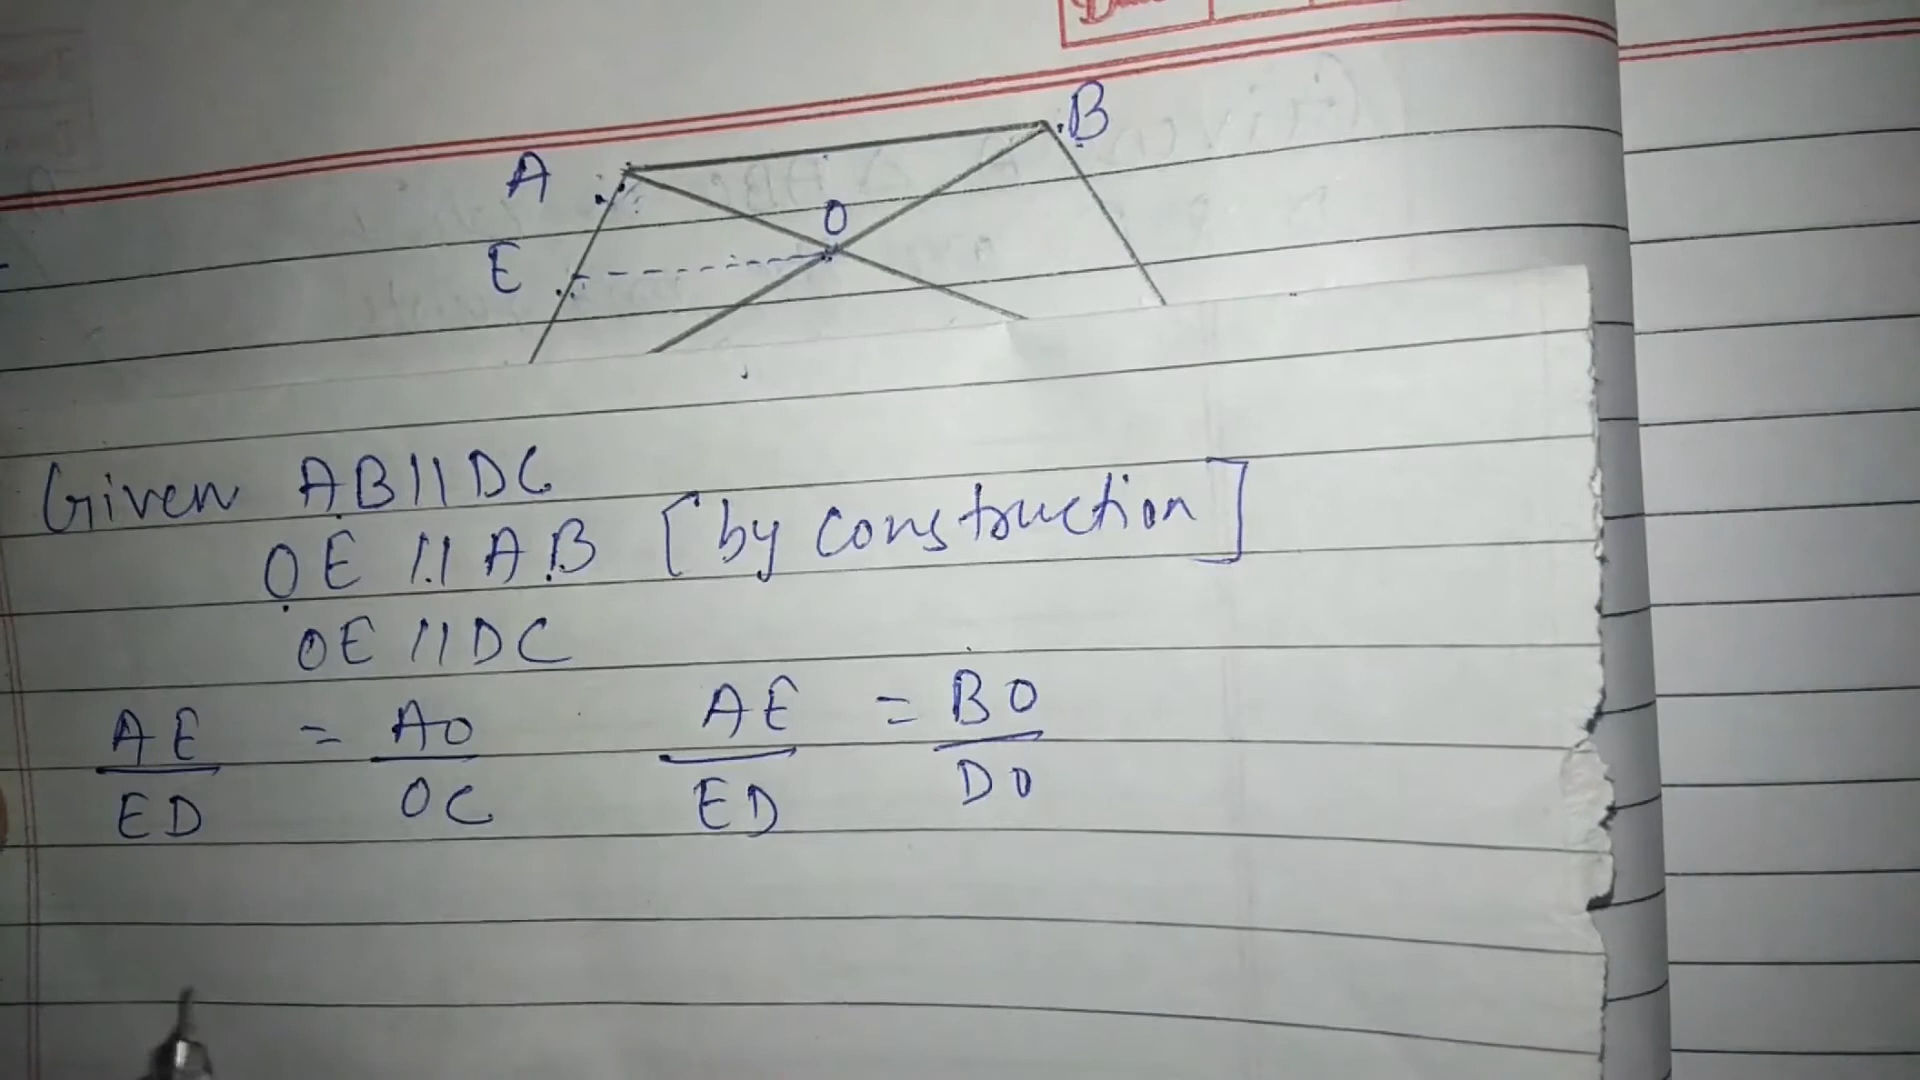 B
A
O
E
Given AB || DC
OE || AB [by construction]
OE || DC
AE = AO AE = BO
ED OC ED DO